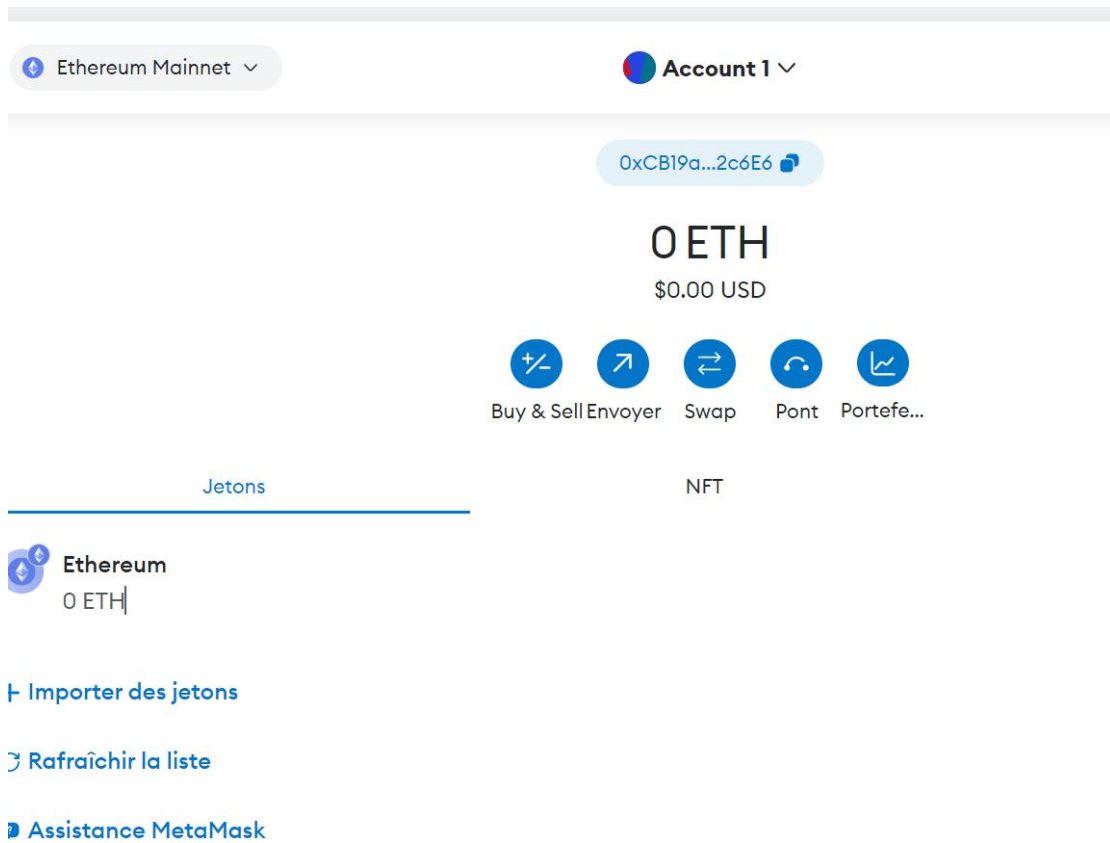 Ethereum Mainnet
Account 1
0xCB19a...2c6E6
0 ETH
$0.00 USD
Buy & Sell Envoyer Swap Pont Portefe...
Jetons NFT
Ethereum
0 ETH
+ Importer des jetons
Rafraîchir la liste
Assistance MetaMask